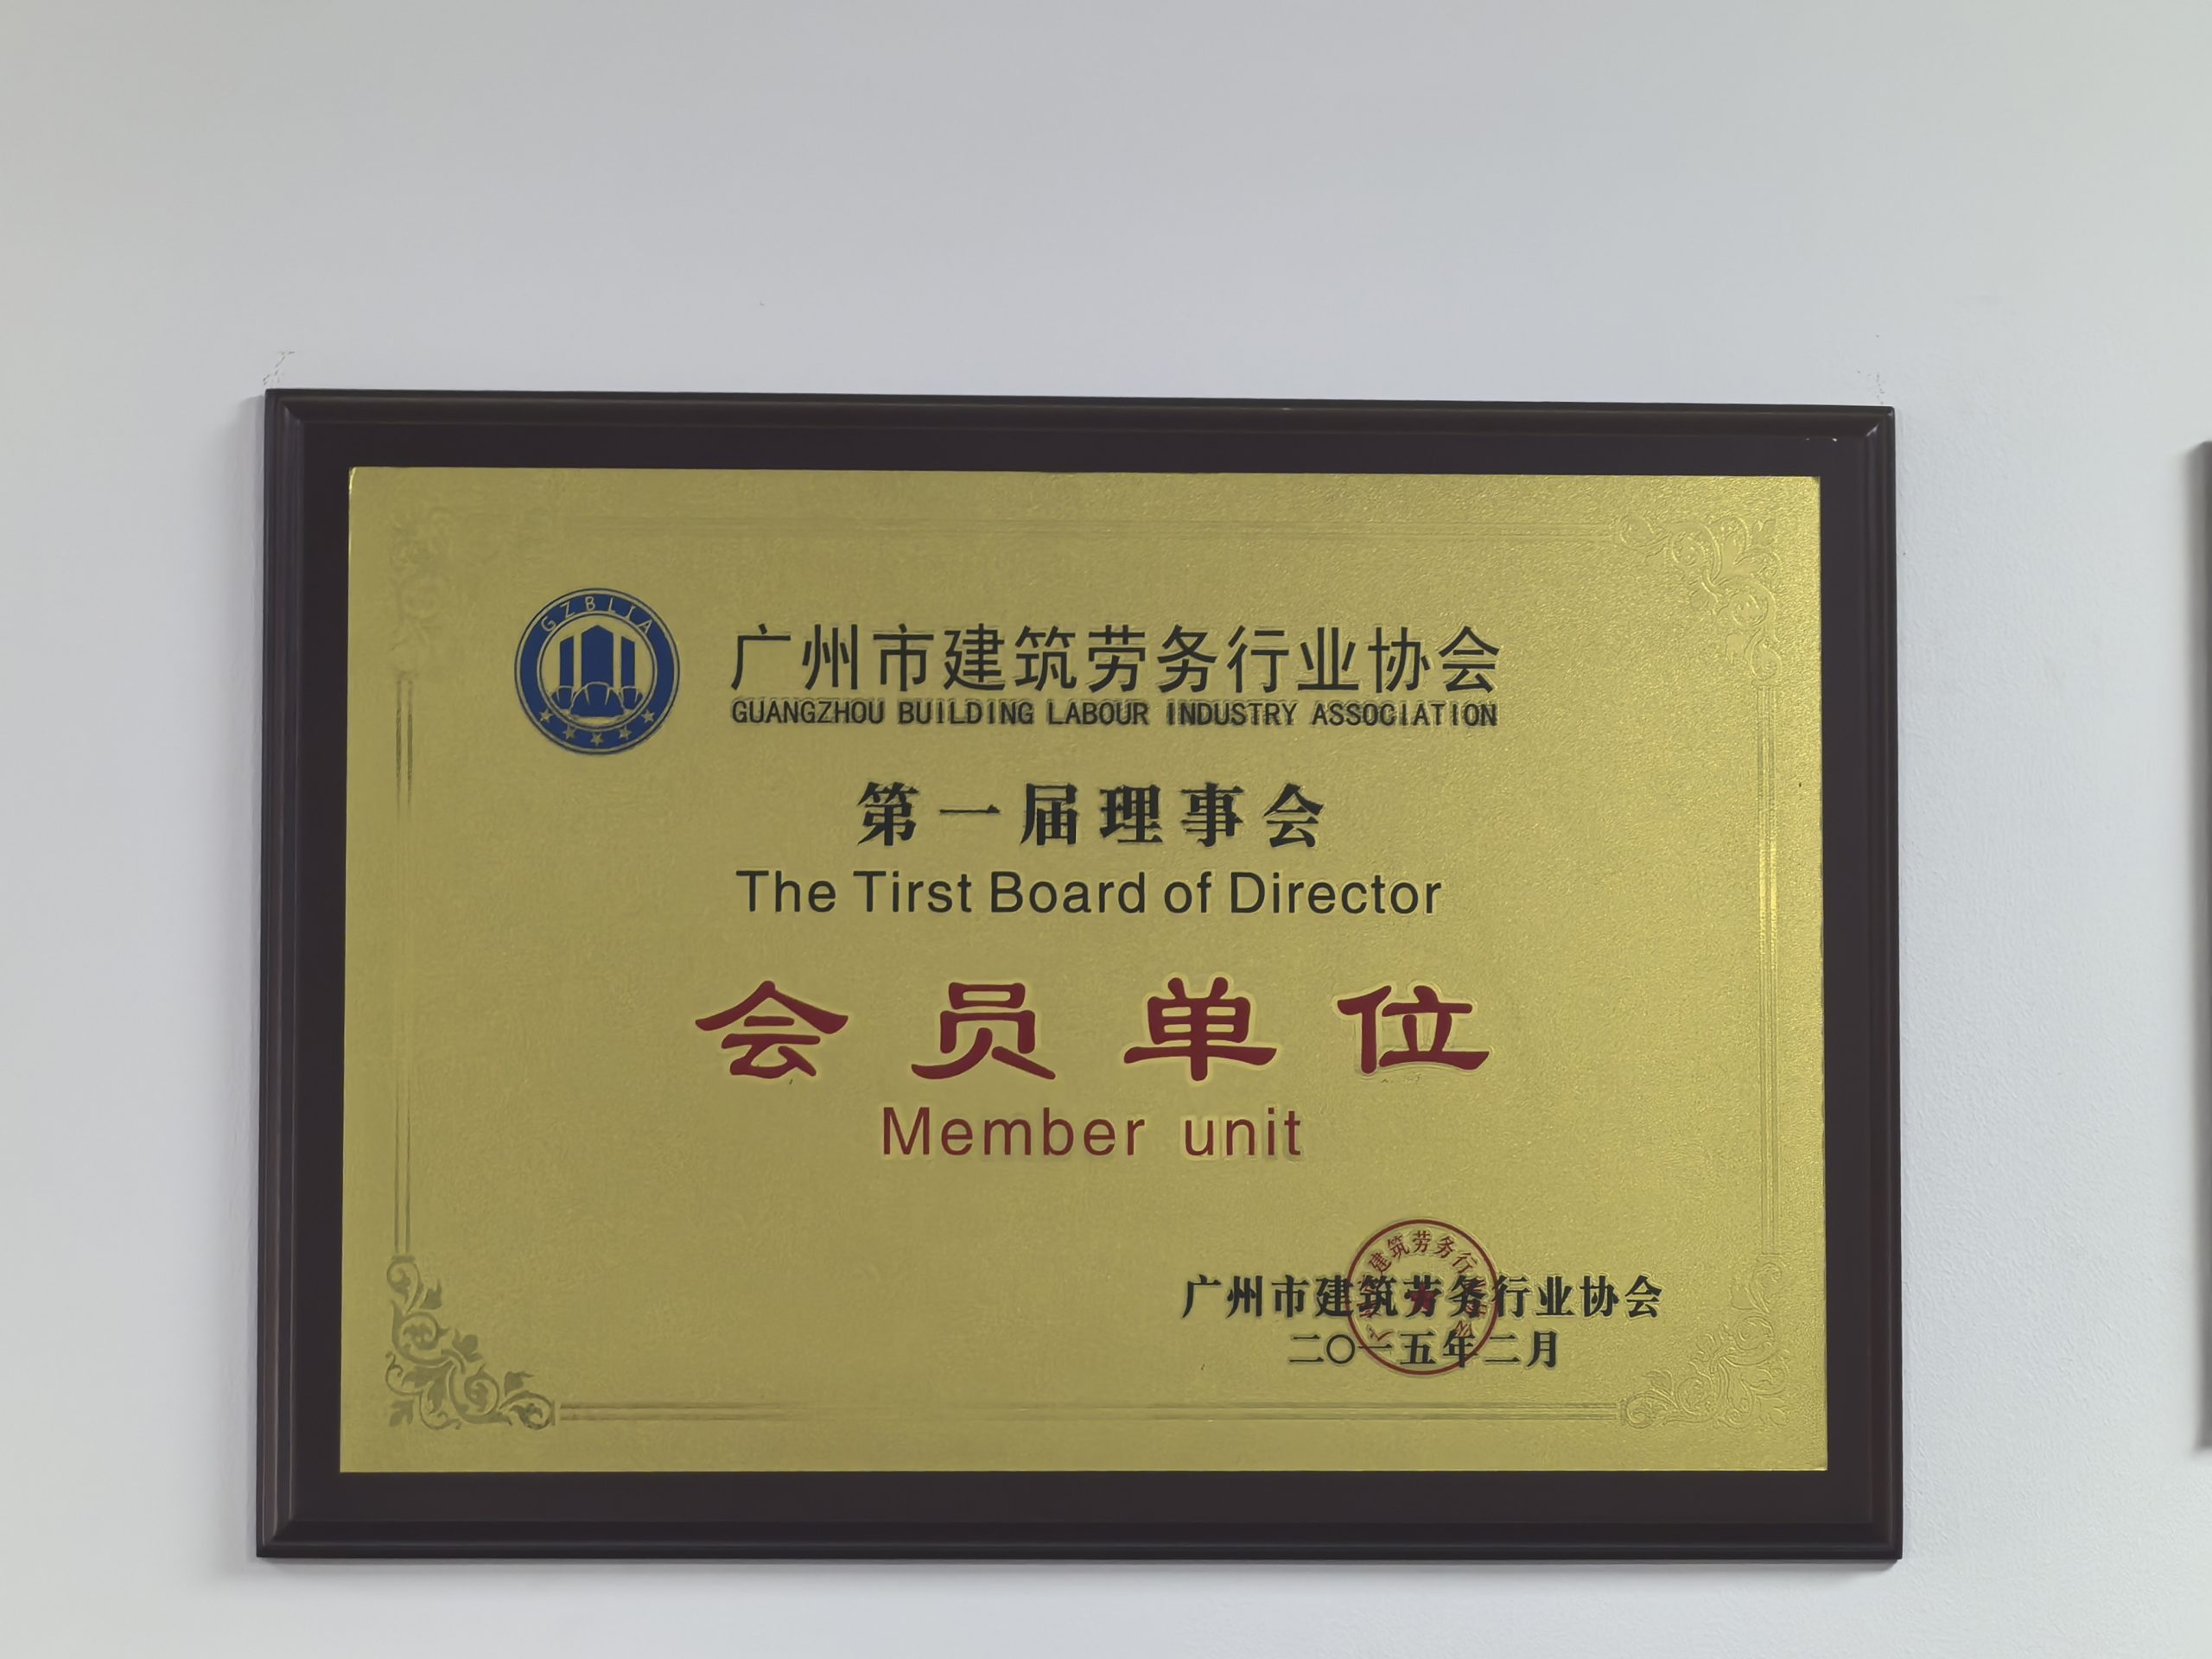 GZBLIA
广州市建筑劳务行业协会
GUANGZHOU BUILDING LABOUR INDUSTRY ASSOCIATION
第一届理事会
The Tirst Board of Director
会员单位
Member unit
广州市建筑劳务行业协会
二〇一五年二月